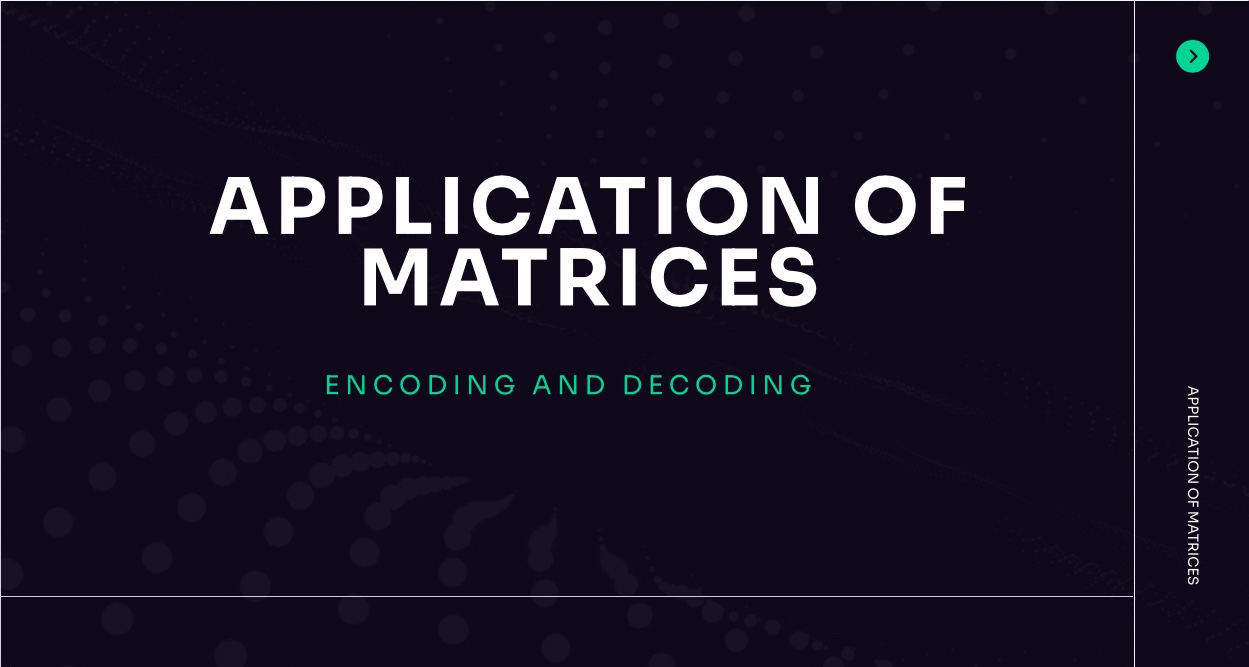 APPLICATION OF
MATRICES
ENCODING AND DECODING
APPLICATION OF MATRICES